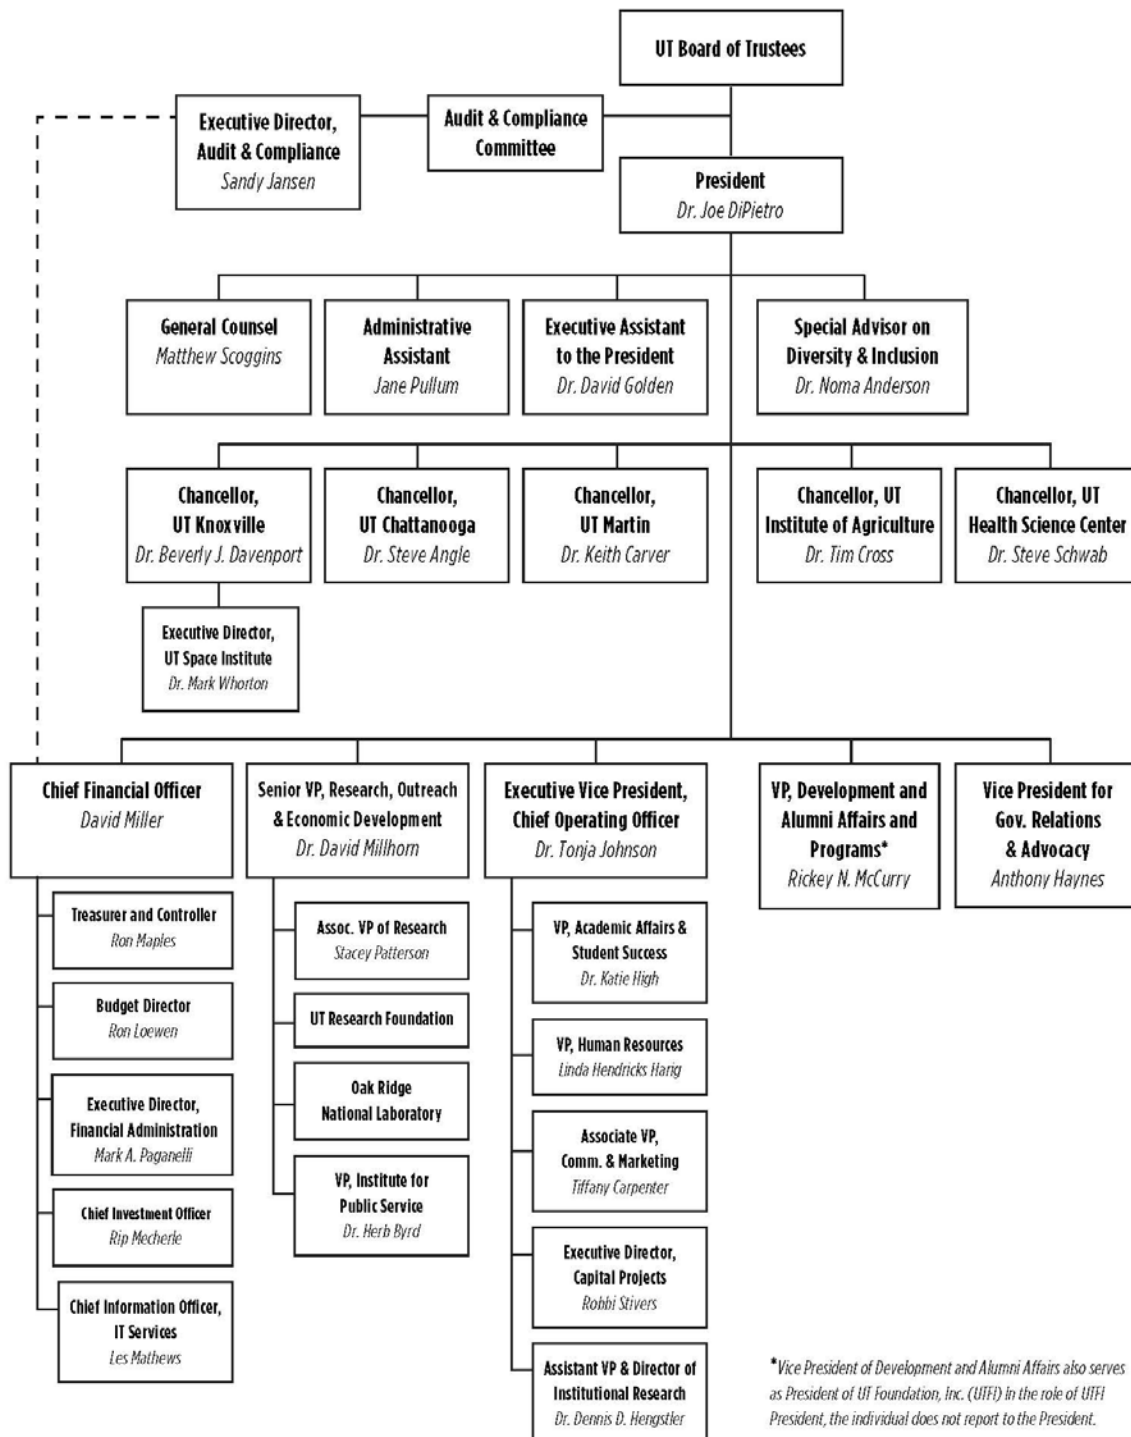 UT Board of Trustees
Executive Director,
Audit & Compliance
Sandy Jansen
Audit & Compliance
Committee
President
Dr. Joe DiPietro
General Counsel
Matthew Scoggins
Administrative
Assistant
Jane Pullum
Executive Assistant
to the President
Dr. David Golden
Special Advisor on
Diversity & Inclusion
Dr. Noma Anderson
Chancellor,
UT Knoxville
Dr. Beverly J. Davenport
Chancellor,
UT Chattanooga
Dr. Steve Angle
Chancellor,
UT Martin
Dr. Keith Carver
Chancellor, UT
Institute of Agriculture
Dr. Tim Cross
Chancellor, UT
Health Science Center
Dr. Steve Schwab
Executive Director,
UT Space Institute
Dr. Mark Whorton
Chief Financial Officer
David Miller
Senior VP, Research, Outreach
& Economic Development
Dr. David Millhorn
Executive Vice President,
Chief Operating Officer
Dr. Tonja Johnson
VP, Development and
Alumni Affairs and
Programs*
Rickey N. McCurry
Vice President for
Gov. Relations
& Advocacy
Anthony Haynes
Treasurer and Controller
Ron Maples
Budget Director
Ron Loewen
Executive Director,
Financial Administration
Mark A. Paganelli
Chief Investment Officer
Rip Mecherle
Chief Information Officer,
IT Services
Les Mathews
Assoc. VP of Research
Stacey Patterson
UT Research Foundation
Oak Ridge
National Laboratory
VP, Institute for
Public Service
Dr. Herb Byrd
VP, Academic Affairs &
Student Success
Dr. Katie High
VP, Human Resources
Linda Hendricks Harig
Associate VP,
Comm. & Marketing
Tiffany Carpenter
Executive Director,
Capital Projects
Robbi Stivers
Assistant VP & Director of
Institutional Research
Dr. Dennis D. Hengstler
*Vice President of Development and Alumni Affairs also serves
as President of UT Foundation, Inc. (UTFI) In the role of UTFI
President, the individual does not report to the President.